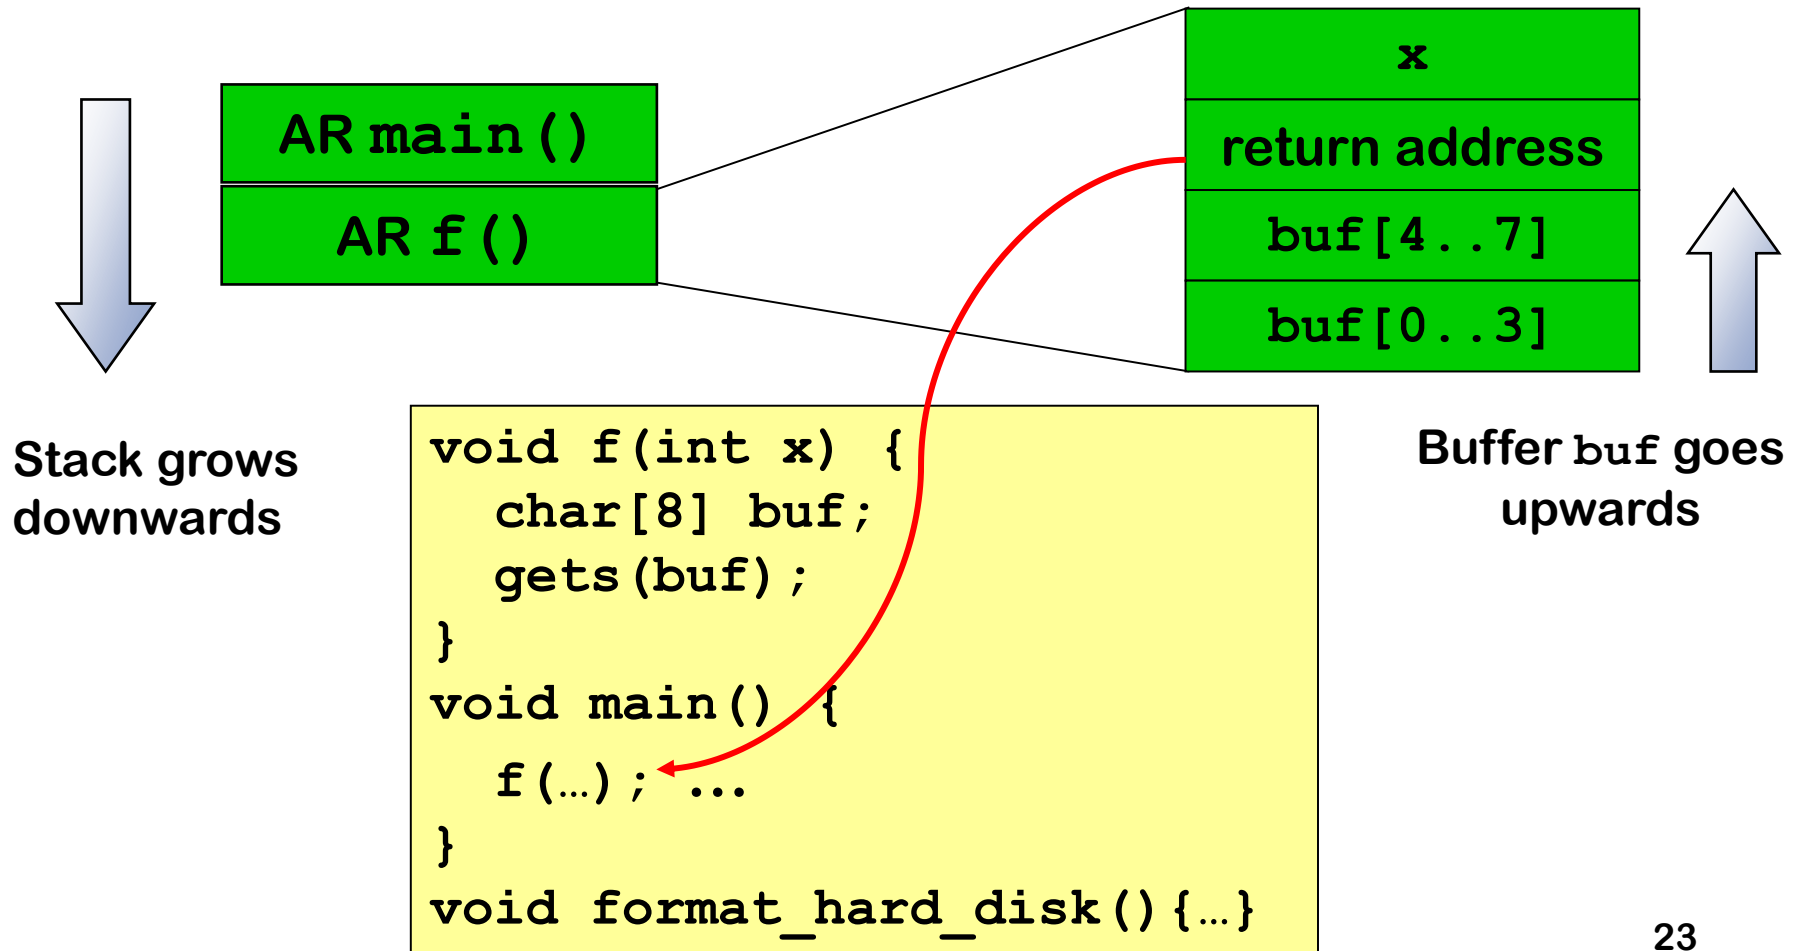 AR main()
AR f()
x
return address
buf[4..7]
buf[0..3]
Stack grows
downwards
void f(int x) {
char[8] buf;
gets(buf);
}
void main() {
f(…); ...
}
void format_hard_disk(){…}
Buffer buf goes
upwards
23